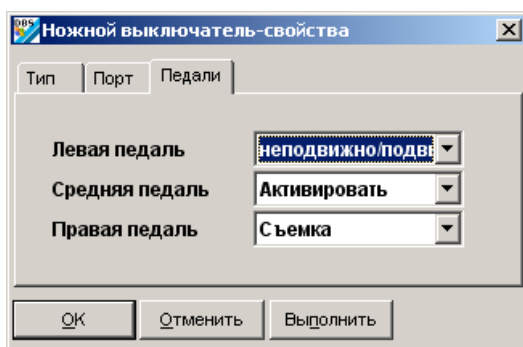 DBS
Ножной выключатель-свойства
Тип Порт Педали
Левая педаль неподвижно/подв
Средняя педаль Активировать
Правая педаль Съемка
OK Отменить Выполнить